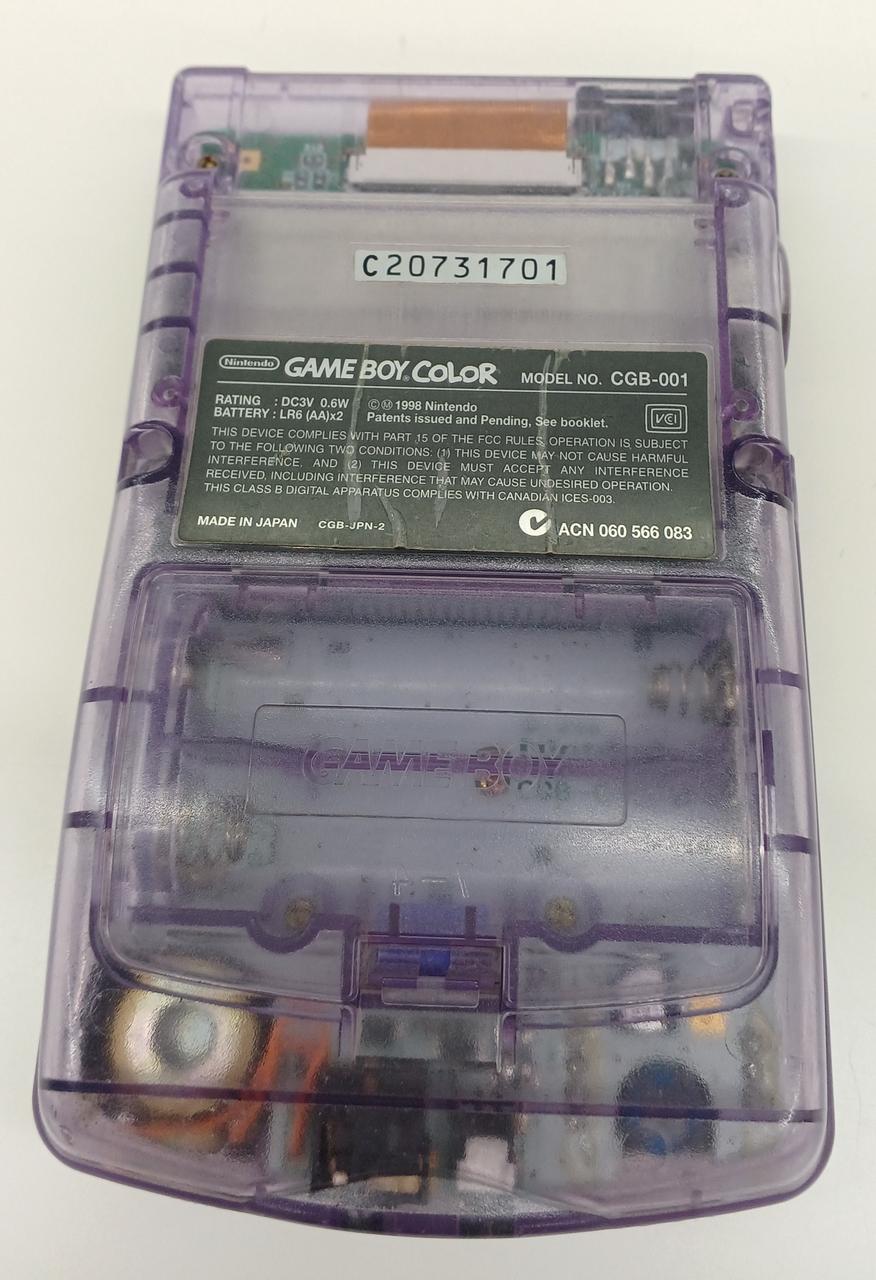 C20731701
Nintendo GAME BOY COLOR MODEL NO. CGB-001
RATING : DC3V 0.6W ©Ⓜ 1998 Nintendo
BATTERY : LR6 (AA)x2 Patents issued and Pending, See booklet.
VCI
THIS DEVICE COMPLIES WITH PART 15 OF THE FCC RULES, OPERATION IS SUBJECT
TO THE FOLLOWING TWO CONDITIONS: (1) THIS DEVICE MAY NOT CAUSE HARMFUL
INTERFERENCE, AND (2) THIS DEVICE MUST ACCEPT ANY INTERFERENCE
RECEIVED, INCLUDING INTERFERENCE THAT MAY CAUSE UNDESIRED OPERATION.
THIS CLASS B DIGITAL APPARATUS COMPLIES WITH CANADIAN ICES-003.
MADE IN JAPAN CGB-JPN-2 ACN 060 566 083
GAME BOY